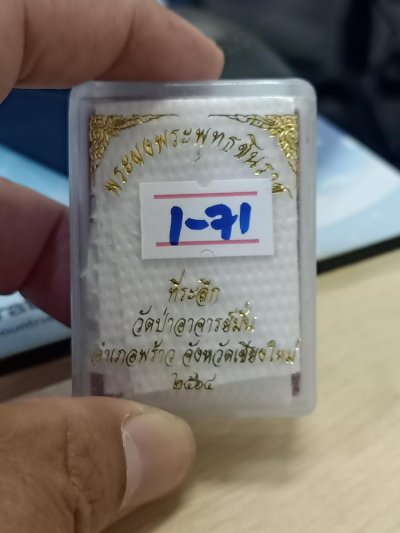 พระผงพระพุทธชินราช
1-71
ที่ระลึก
วัดป่าอาจารย์มั่น
อำเภอพร้าว จังหวัดเชียงใหม่
๒๕๖๔